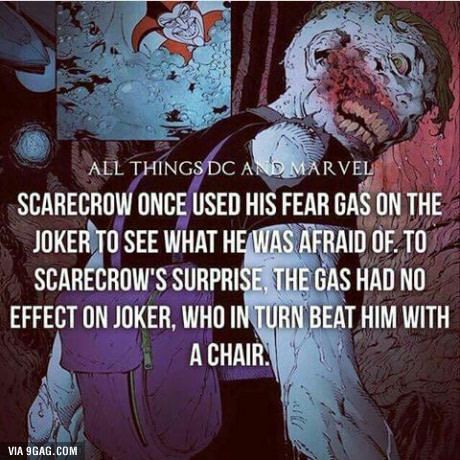 ALL THINGS DC AND MARVEL
SCARECROW ONCE USED HIS FEAR GAS ON THE
JOKER TO SEE WHAT HE WAS AFRAID OF. TO
SCARECROW'S SURPRISE, THE GAS HAD NO
EFFECT ON JOKER, WHO IN TURN BEAT HIM WITH
A CHAIR.
VIA 9GAG.COM